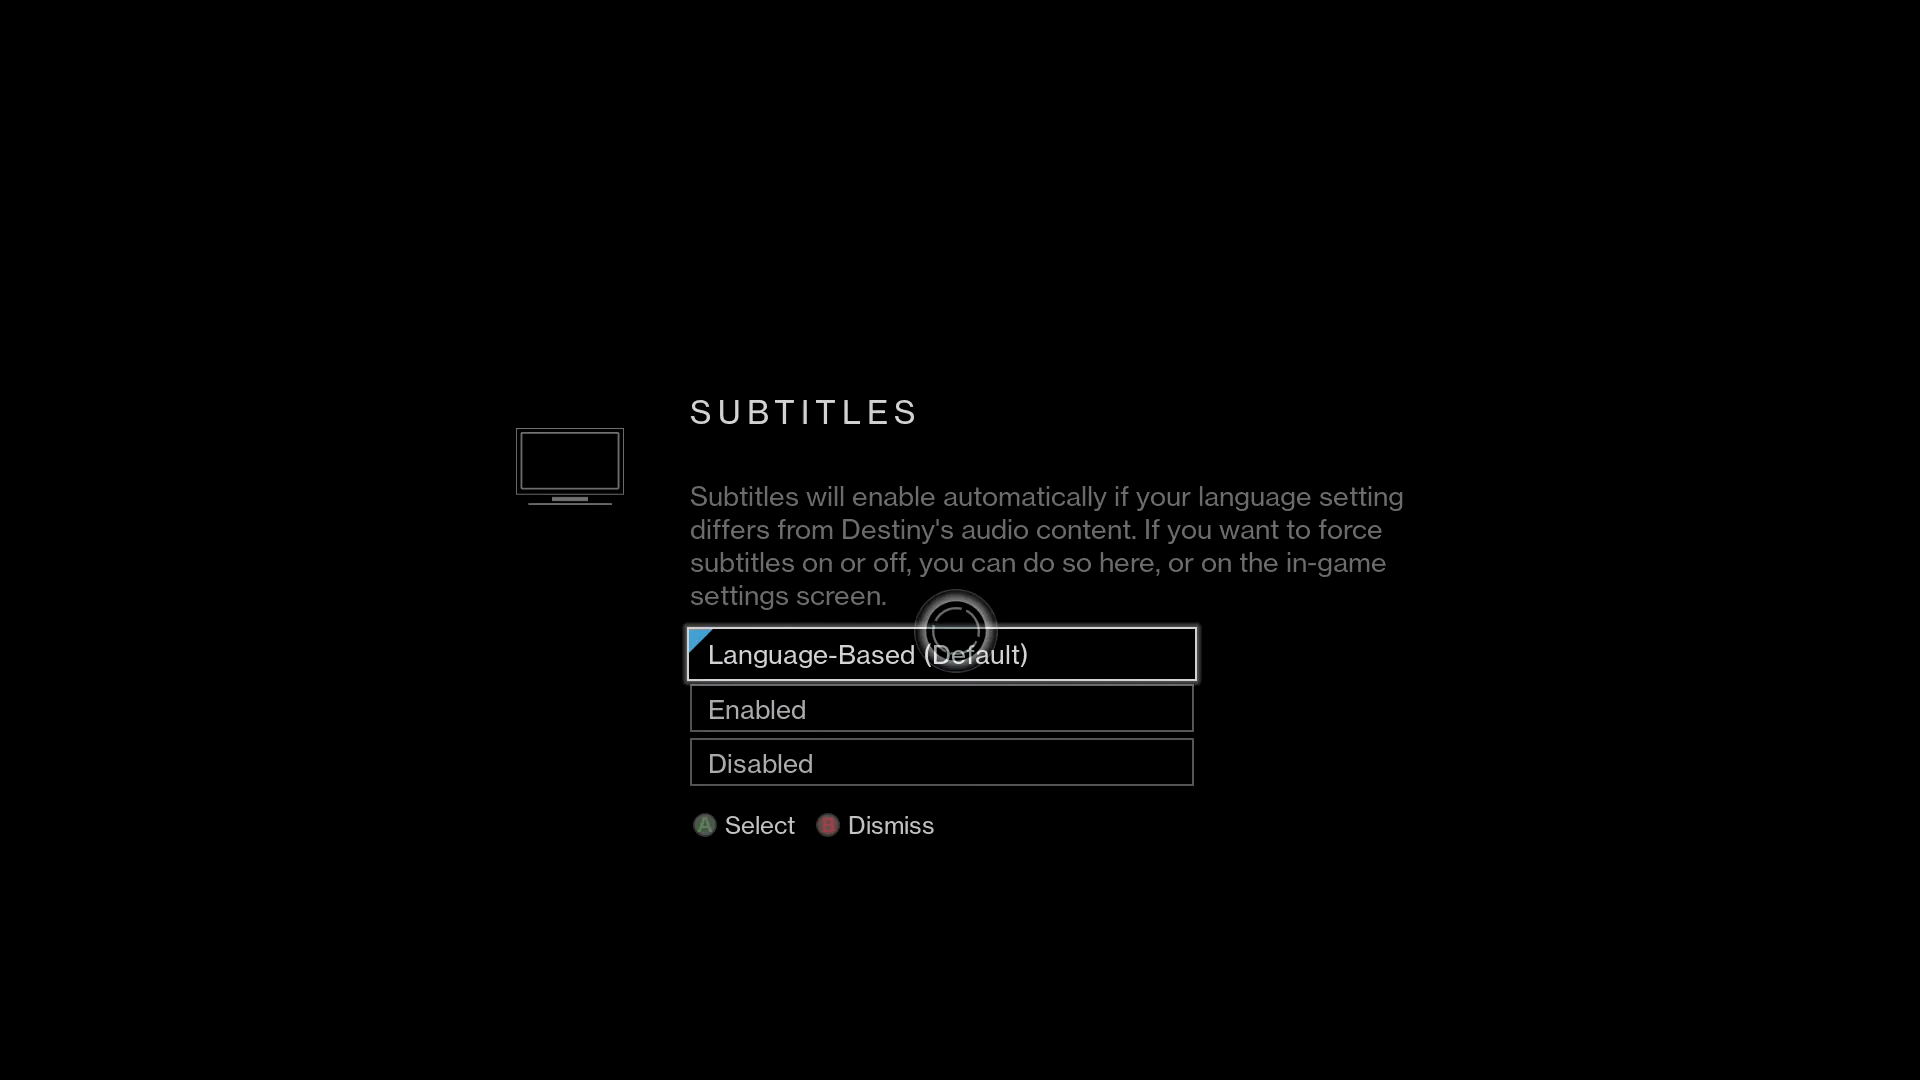 SUBTITLES
Subtitles will enable automatically if your language setting
differs from Destiny's audio content. If you want to force
subtitles on or off, you can do so here, or on the in-game
settings screen.
Language-Based (Default)
Enabled
Disabled
A Select B Dismiss